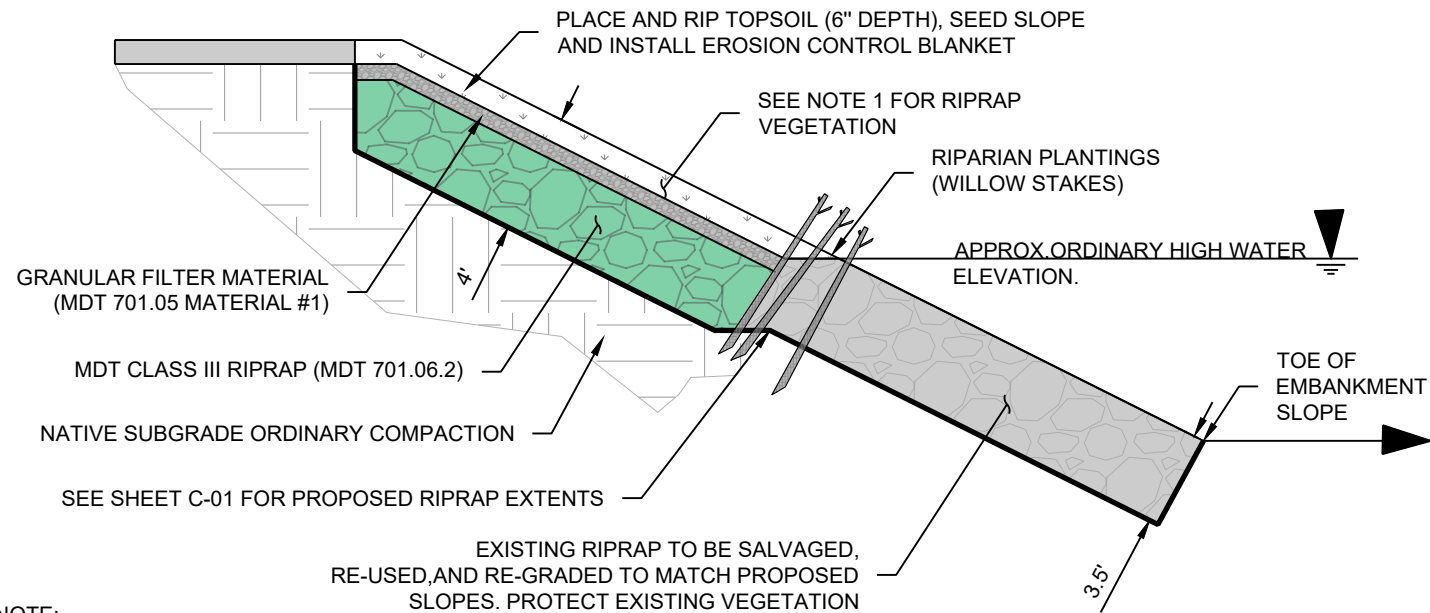 PLACE AND RIP TOPSOIL (6" DEPTH), SEED SLOPE
AND INSTALL EROSION CONTROL BLANKET
SEE NOTE 1 FOR RIPRAP
VEGETATION
RIPARIAN PLANTINGS
(WILLOW STAKES)
APPROX.ORDINARY HIGH WATER
ELEVATION.
GRANULAR FILTER MATERIAL
(MDT 701.05 MATERIAL #1)
4'
MDT CLASS III RIPRAP (MDT 701.06.2)
TOE OF
EMBANKMENT
SLOPE
NATIVE SUBGRADE ORDINARY COMPACTION
SEE SHEET C-01 FOR PROPOSED RIPRAP EXTENTS
EXISTING RIPRAP TO BE SALVAGED,
RE-USED,AND RE-GRADED TO MATCH PROPOSED
SLOPES. PROTECT EXISTING VEGETATION
3.5'
NOTE: